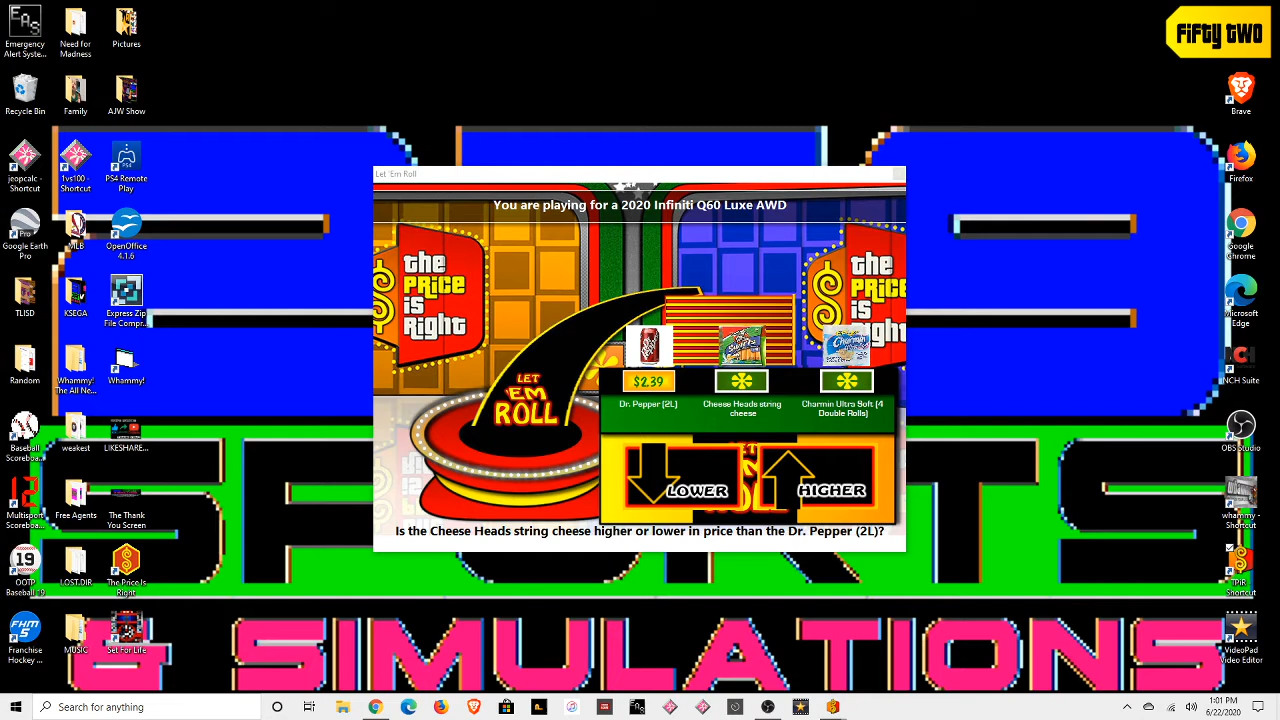 Emergency
Alert Syste...
Need for
Madness
Pictures
Fifty Two
Recycle Bin
Family
AJW Show
Brave
jeopcalc -
Shortcut
1vs100 -
Shortcut
PS4 Remote
Play
Firefox
Google Earth
Pro
MLB
OpenOffice
4.1.6
Google
Chrome
TLISD
KSEGA
Express Zip
File Compr...
Microsoft
Edge
Random
Whammy!
The All Ne...
Whammy!
NCH Suite
Baseball
Scoreboa...
weakest
LIKESHARE...
OBS Studio
Multisport
Scoreboa...
Free Agents
The Thank
You Screen
whammy -
Shortcut
OOTP
Baseball 19
LOST.DIR
The Price Is
Right
TPiR
Shortcut
Franchise
Hockey ...
MUSIC
Set For Life
VideoPad
Video Editor
Let 'Em Roll
You are playing for a 2020 Infiniti Q60 Luxe AWD
the
PRICE
is
Right
the
PRICE
is
Right
LET
'EM
ROLL
$2.39
Dr. Pepper (2L)
Cheese Heads string
cheese
Charmin Ultra Soft (4
Double Rolls)
LOWER
HIGHER
Is the Cheese Heads string cheese higher or lower in price than the Dr. Pepper (2L)?
SPORTS
& SIMULATIONS
Search for anything
1:01 PM
6/22/2020